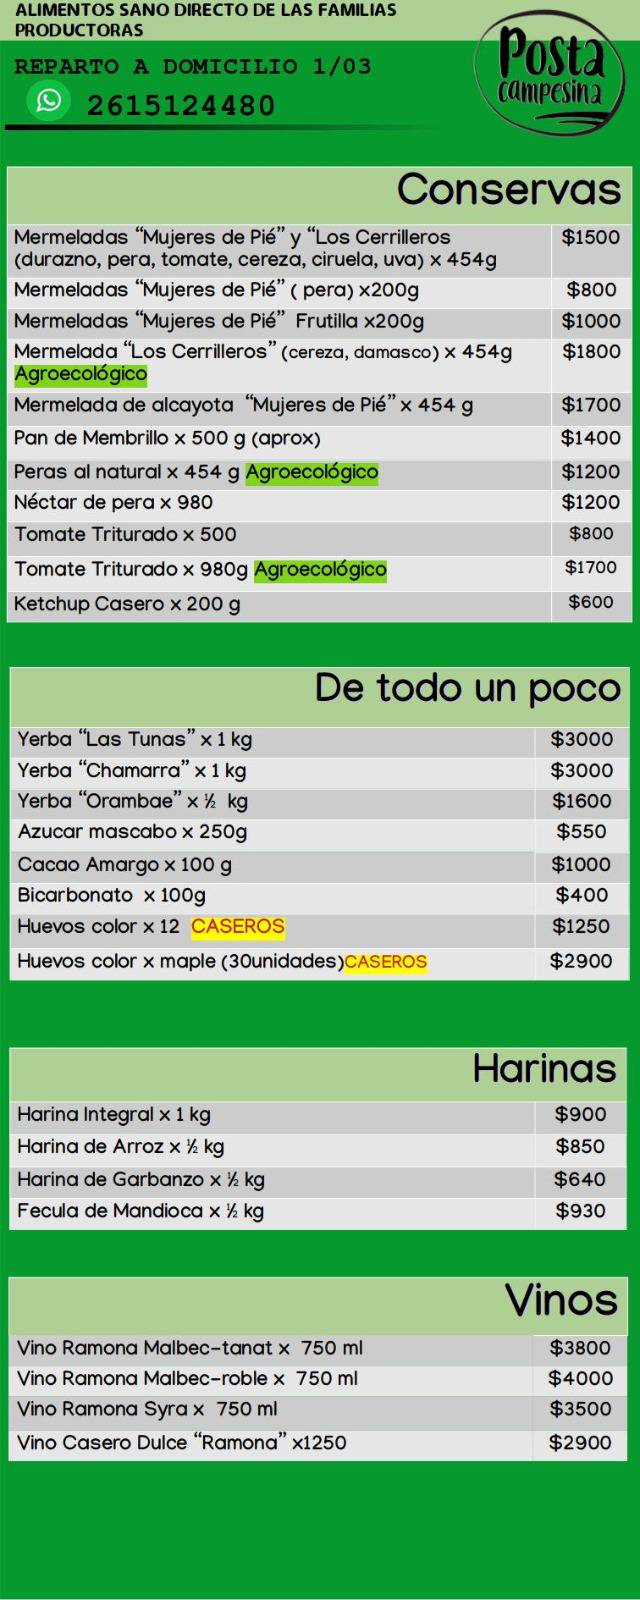 ALIMENTOS SANO DIRECTO DE LAS FAMILIAS
PRODUCTORAS
REPARTO A DOMICILIO 1/03
2615124480
Posta
campesina
Conservas
Mermeladas “Mujeres de Pié” y “Los Cerrilleros $1500
(durazno, pera, tomate, cereza, ciruela, uva) x 454g
Mermeladas “Mujeres de Pié” ( pera) x200g $800
Mermeladas “Mujeres de Pié” Frutilla x200g $1000
Mermelada “Los Cerrilleros” (cereza, damasco) x 454g $1800
Agroecológico
Mermelada de alcayota “Mujeres de Pié” x 454 g $1700
Pan de Membrillo x 500 g (aprox) $1400
Peras al natural x 454 g Agroecológico $1200
Néctar de pera x 980 $1200
Tomate Triturado x 500 $800
Tomate Triturado x 980g Agroecológico $1700
Ketchup Casero x 200 g $600
De todo un poco
Yerba “Las Tunas” x 1 kg $3000
Yerba “Chamarra” x 1 kg $3000
Yerba “Orambae” x ½ kg $1600
Azucar mascabo x 250g $550
Cacao Amargo x 100 g $1000
Bicarbonato x 100g $400
Huevos color x 12 CASEROS $1250
Huevos color x maple (30unidades)CASEROS $2900
Harinas
Harina Integral x 1 kg $900
Harina de Arroz x ½ kg $850
Harina de Garbanzo x ½ kg $640
Fecula de Mandioca x ½ kg $930
Vinos
Vino Ramona Malbec-tanat x 750 ml $3800
Vino Ramona Malbec-roble x 750 ml $4000
Vino Ramona Syra x 750 ml $3500
Vino Casero Dulce “Ramona” x1250 $2900